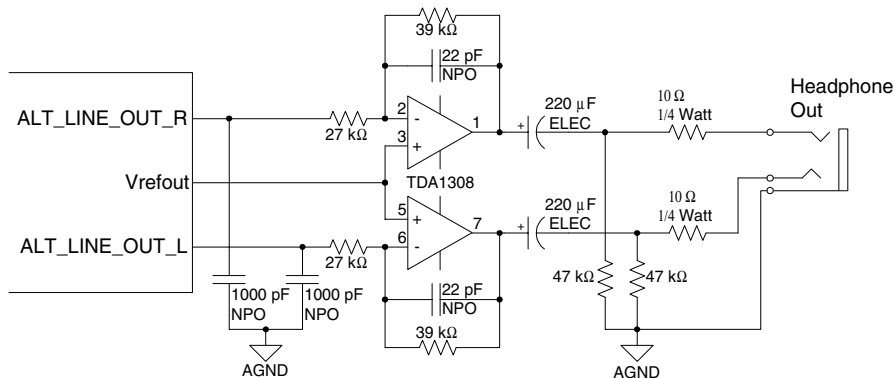 39 kΩ
22 pF
NPO
ALT_LINE_OUT_R
27 kΩ
2
-
3
+
1
TDA1308
+
220 µF
ELEC
10 Ω
1/4 Watt
Headphone
Out
Vrefout
ALT_LINE_OUT_L
27 kΩ
5
+
6
-
7
+
220 µF
ELEC
10 Ω
1/4 Watt
1000 pF
NPO
1000 pF
NPO
22 pF
NPO
39 kΩ
47 kΩ
47 kΩ
AGND
AGND